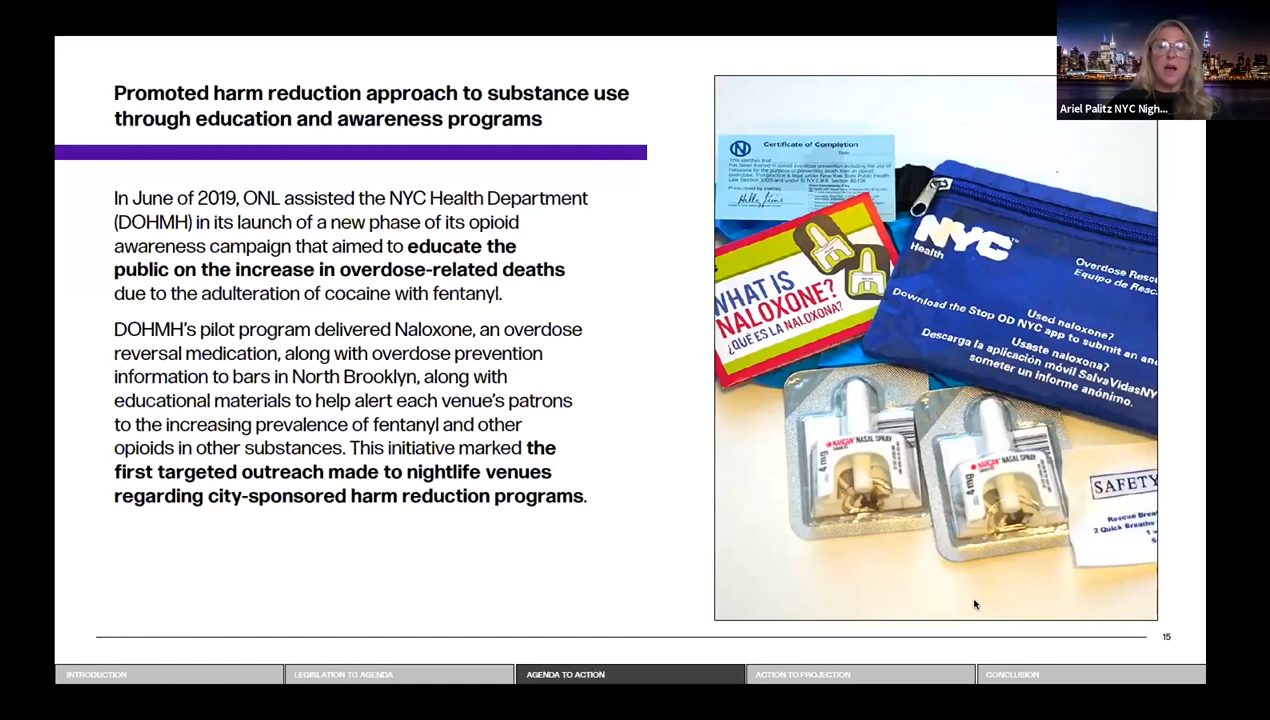 Promoted harm reduction approach to substance use
through education and awareness programs
In June of 2019, ONL assisted the NYC Health Department
(DOHMH) in its launch of a new phase of its opioid
awareness campaign that aimed to educate the
public on the increase in overdose-related deaths
due to the adulteration of cocaine with fentanyl.
DOHMH's pilot program delivered Naloxone, an overdose
reversal medication, along with overdose prevention
information to bars in North Brooklyn, along with
educational materials to help alert each venue's patrons
to the increasing prevalence of fentanyl and other
opioids in other substances. This initiative marked the
first targeted outreach made to nightlife venues
regarding city-sponsored harm reduction programs.
Ariel Palitz NYC Nigh...
Certificate of Completion
Date
This certifies that
WHAT IS
NALOXONE?
¿QUÉ ES LA NALOXONA?
NYC
Health
Overdose Rescu
Equipo de Resca
Used naloxone?
Download the Stop OD NYC app to submit an ano
Usaste naloxona?
Descarga la aplicación móvil SalvaVidasNY
someter un informe anónimo.
NARCAN NASAL SPRAY
4 mg
NARCAN NASAL SPRAY
4 mg
SAFETY
Rescue Brea
2 Quick Breaths
15
INTRODUCTION
LEGISLATION TO AGENDA
AGENDA TO ACTION
ACTION TO PROJECTION
CONCLUSION